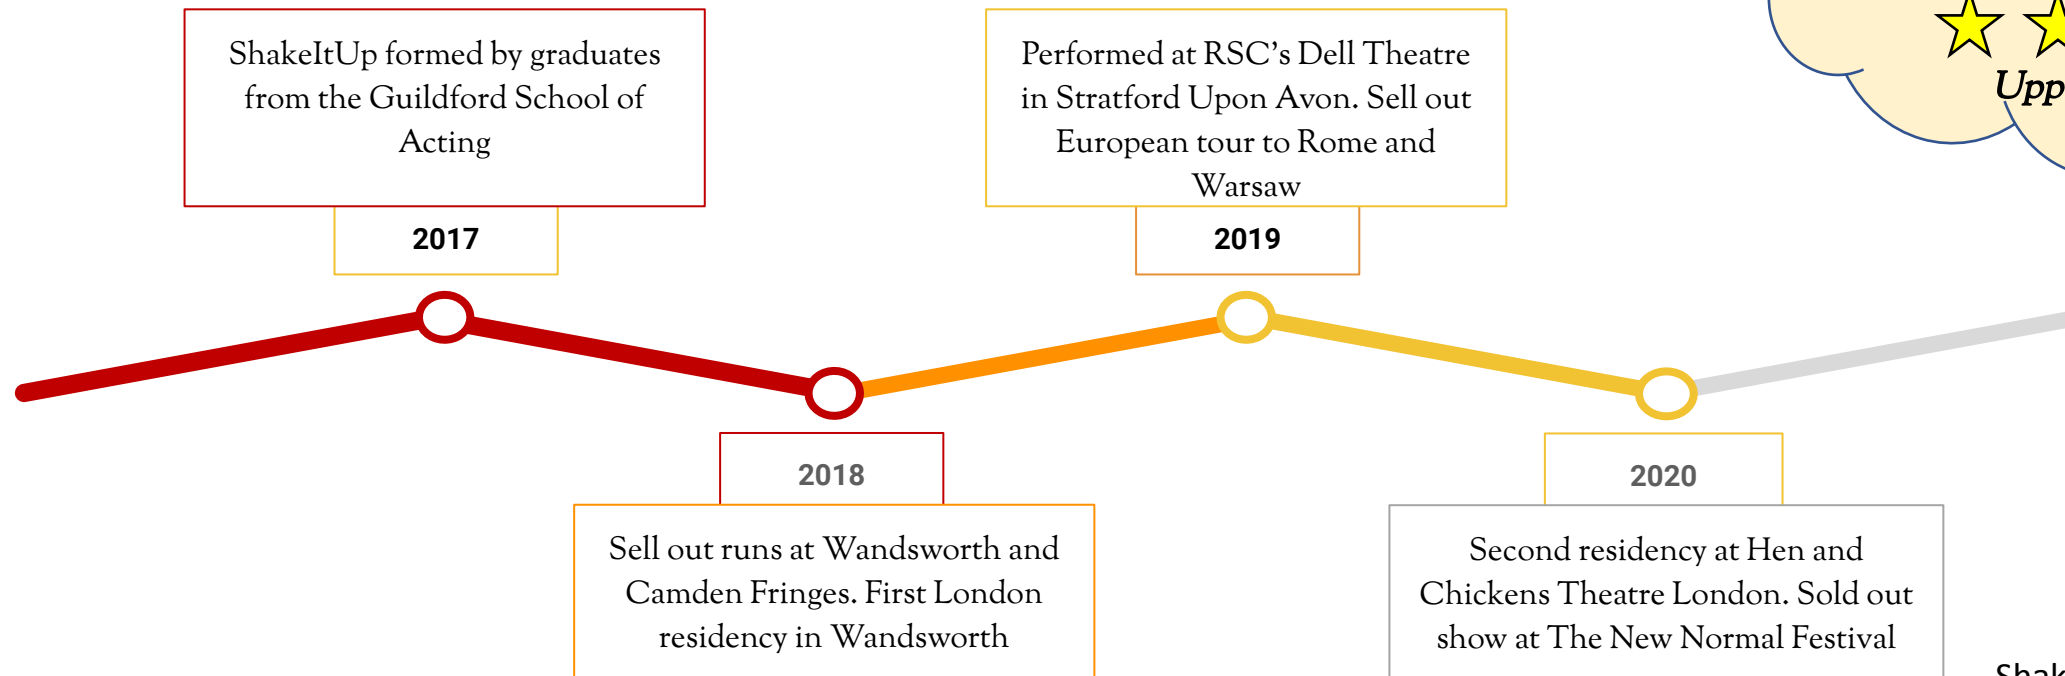 ShakeItUp formed by graduates
from the Guildford School of
Acting
2017
Performed at RSC's Dell Theatre
in Stratford Upon Avon. Sell out
European tour to Rome and
Warsaw
2019
2018
Sell out runs at Wandsworth and
Camden Fringes. First London
residency in Wandsworth
2020
Second residency at Hen and
Chickens Theatre London. Sold out
show at The New Normal Festival